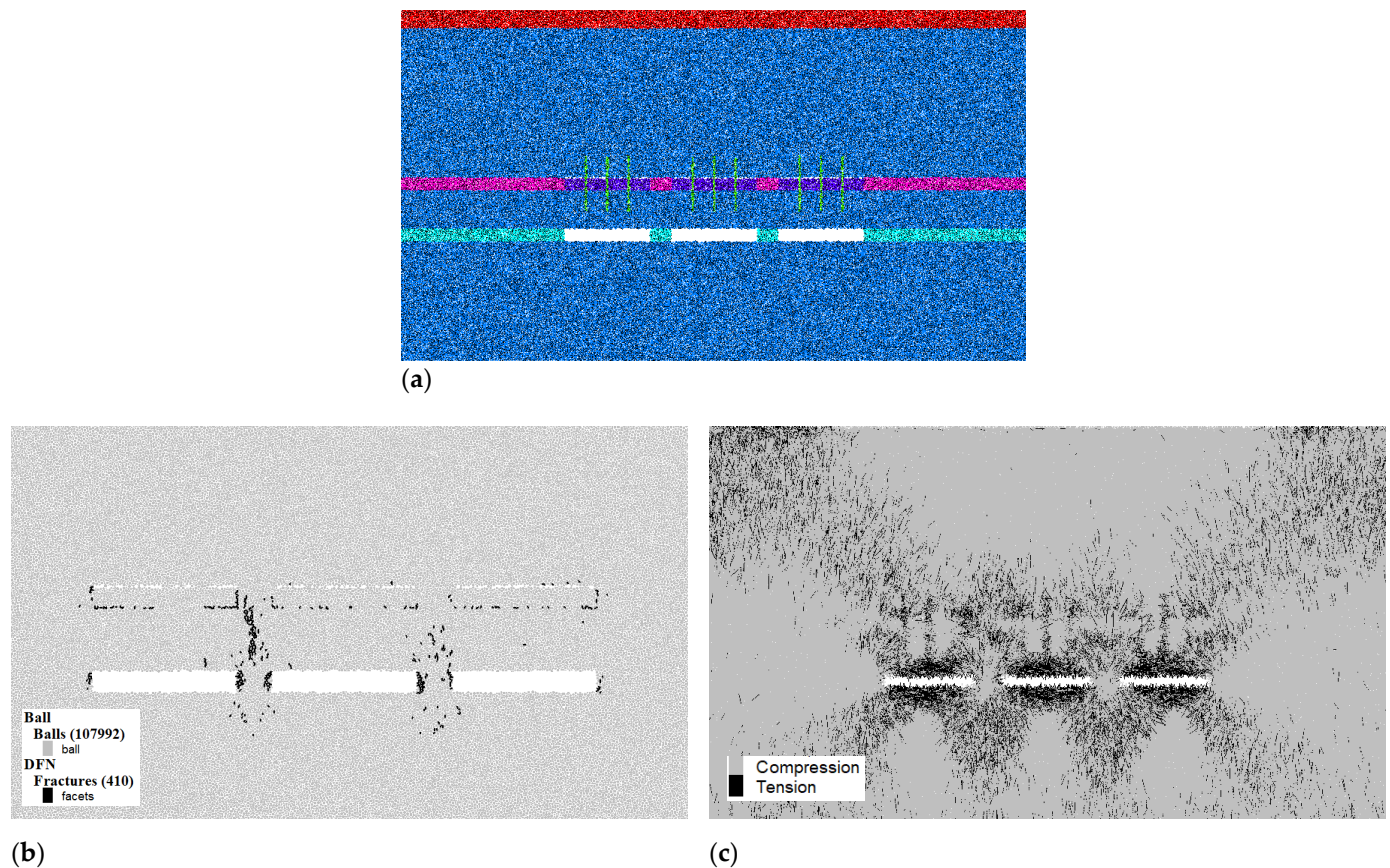 (a)
Ball
Balls (107992)
ball
DFN
Fractures (410)
facets
Compression
Tension
(b)
(c)